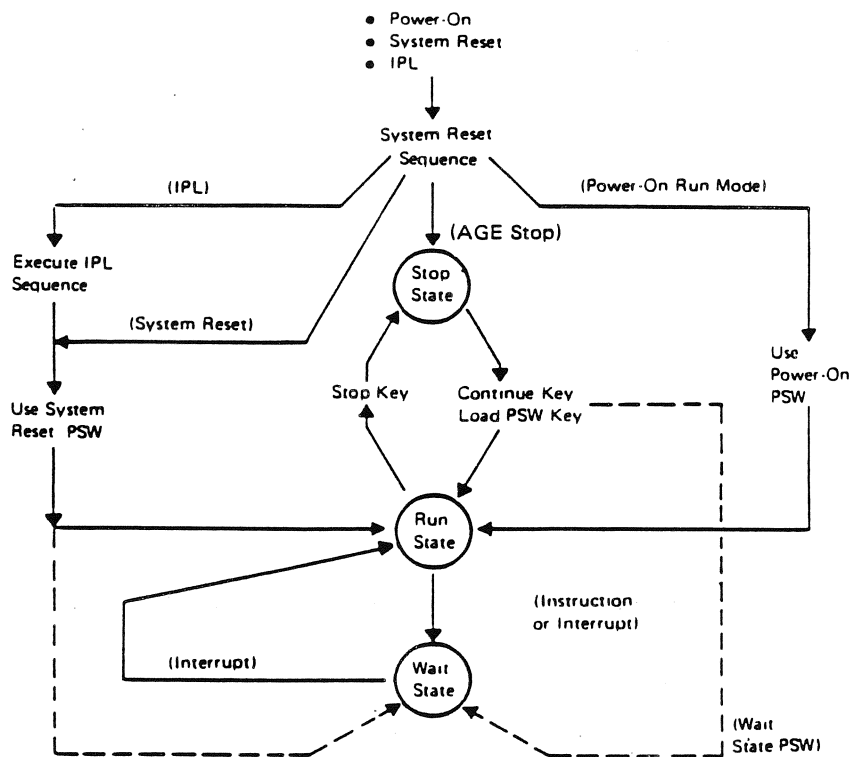 • Power-On
• System Reset
• IPL
System Reset
Sequence
(IPL)
(Power-On Run Mode)
(AGE Stop)
Execute IPL
Sequence
Stop
State
(System Reset)
Use
Power-On
PSW
Stop Key
Continue Key
Load PSW Key
Use System
Reset PSW
Run
State
(Instruction
or Interrupt)
(Interrupt)
Wait
State
(Wait
State PSW)